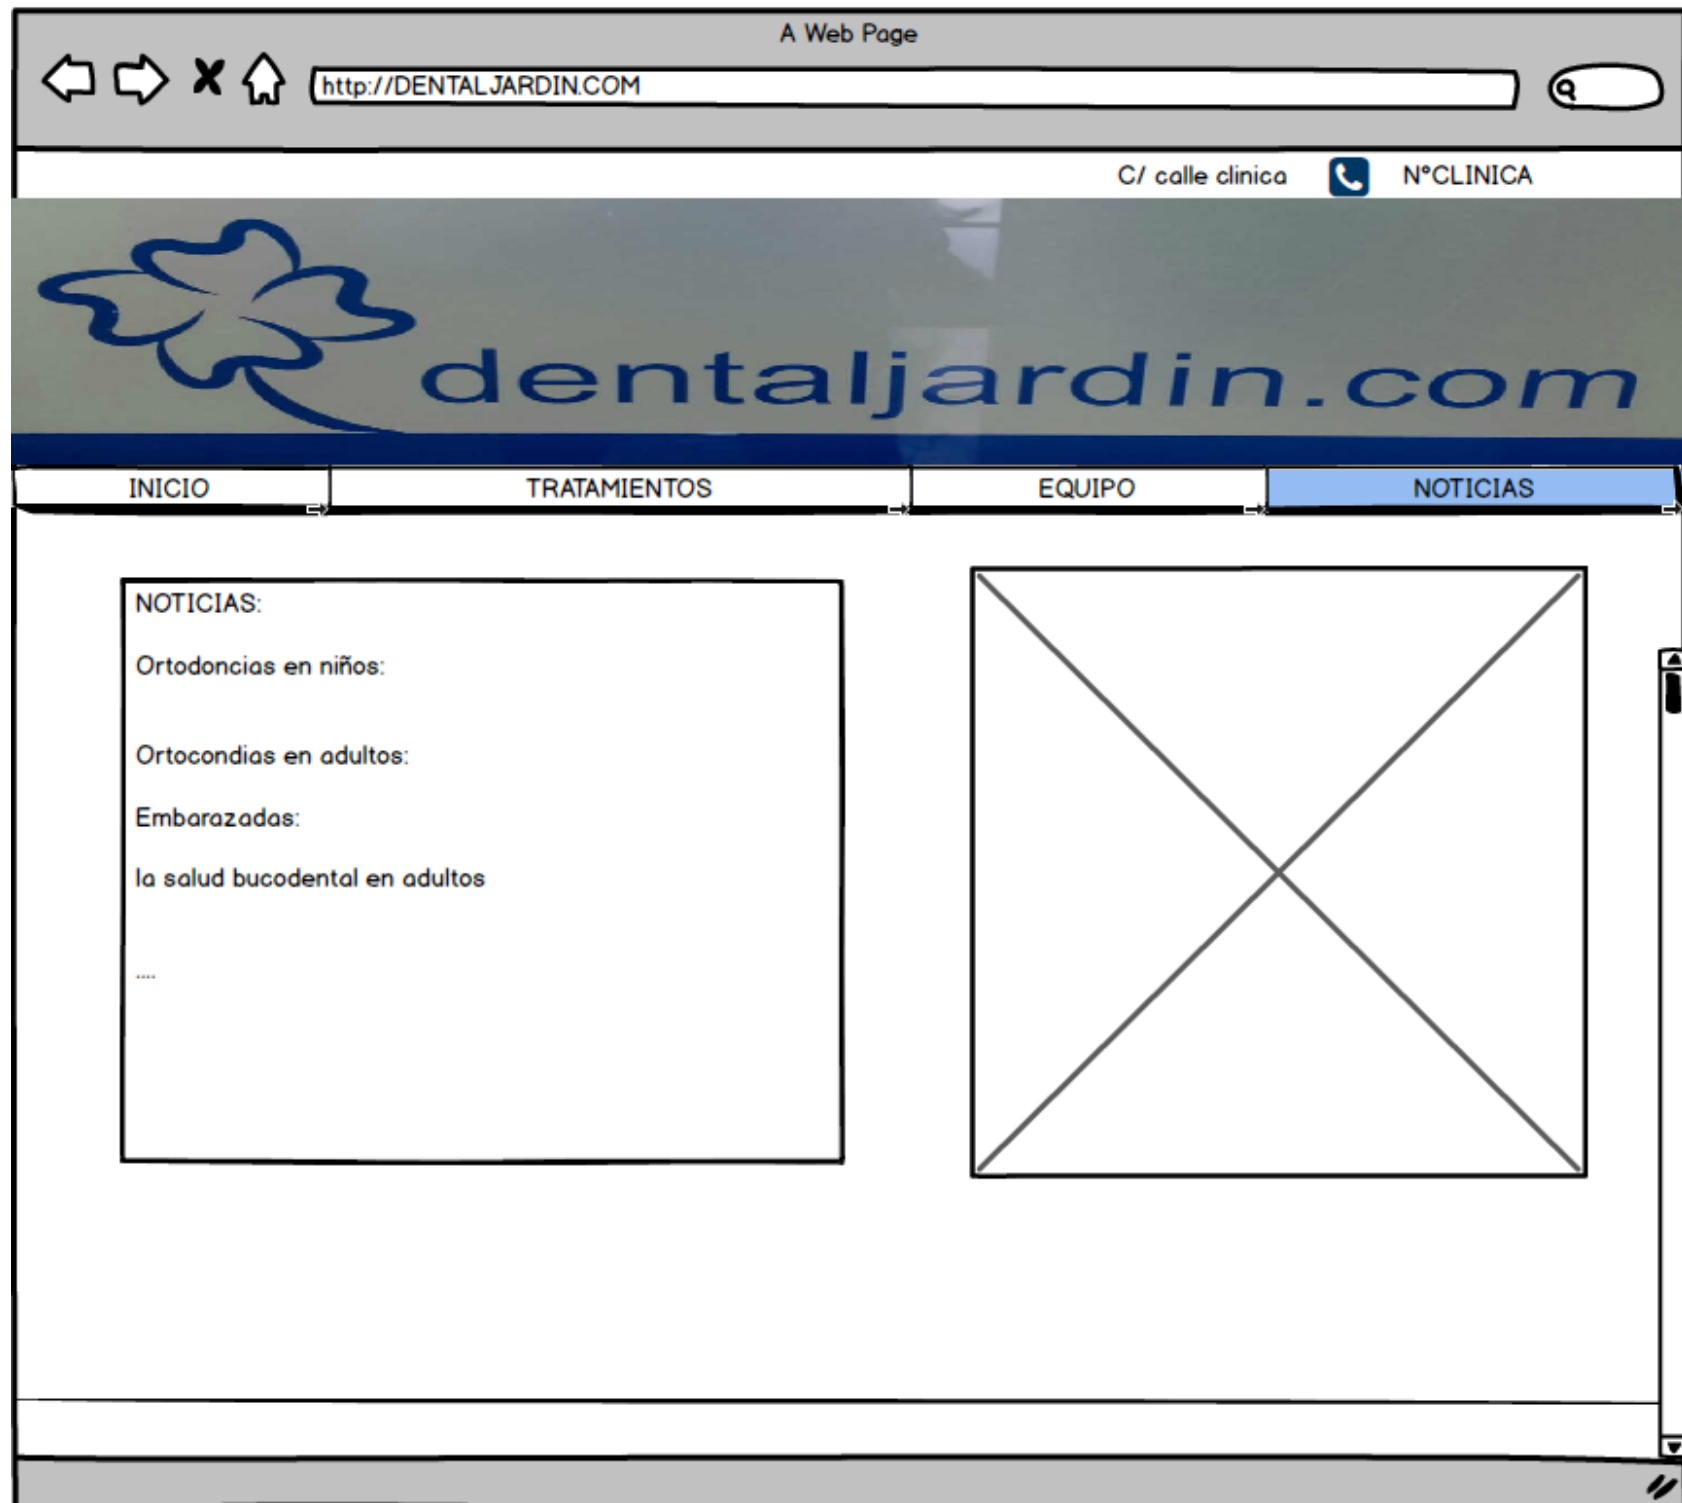 A Web Page
http://DENTALJARDIN.COM
C/ calle clinica
N°CLINICA
dentaljardin.com
INICIO
TRATAMIENTOS
EQUIPO
NOTICIAS
NOTICIAS:
Ortodoncias en niños:
Ortocondias en adultos:
Embarazadas:
la salud bucodental en adultos
....